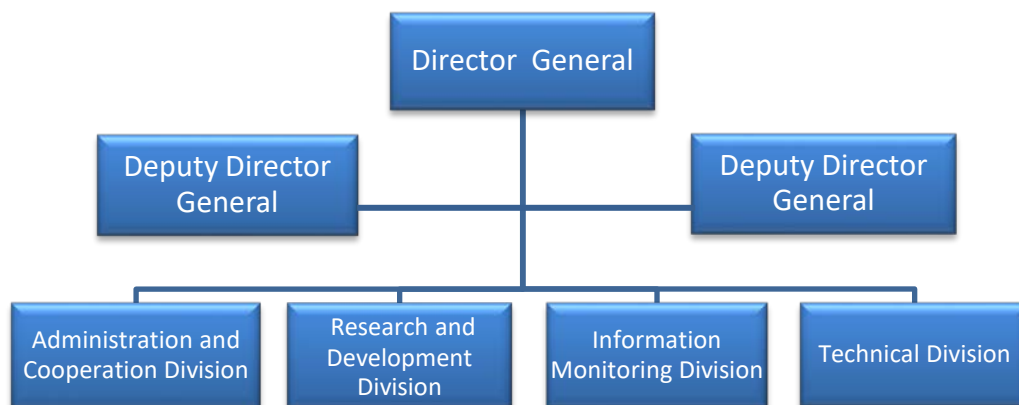 Director General
Deputy Director
General
Deputy Director
General
Administration and
Cooperation Division
Research and
Development
Division
Information
Monitoring Division
Technical Division